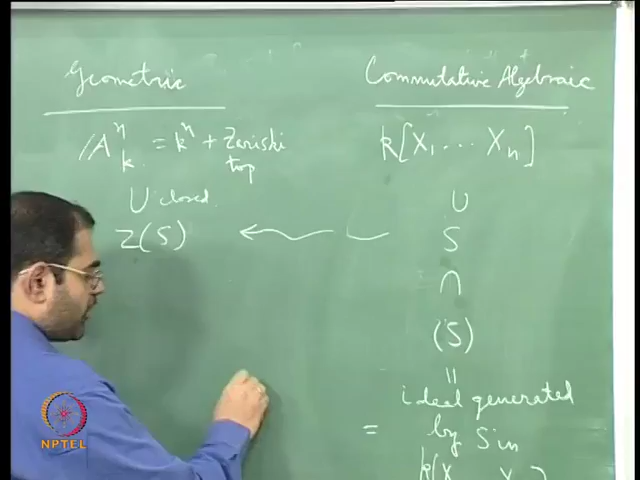 Geometric
Commutative Algebraic
/A^n_k = k^n + Zariski top
k[X_1 ... X_n]
∪ closed
∪
Z(S)
S
∩
(S)
=
ideal generated
= by S in
k[X ... X ]
NPTEL